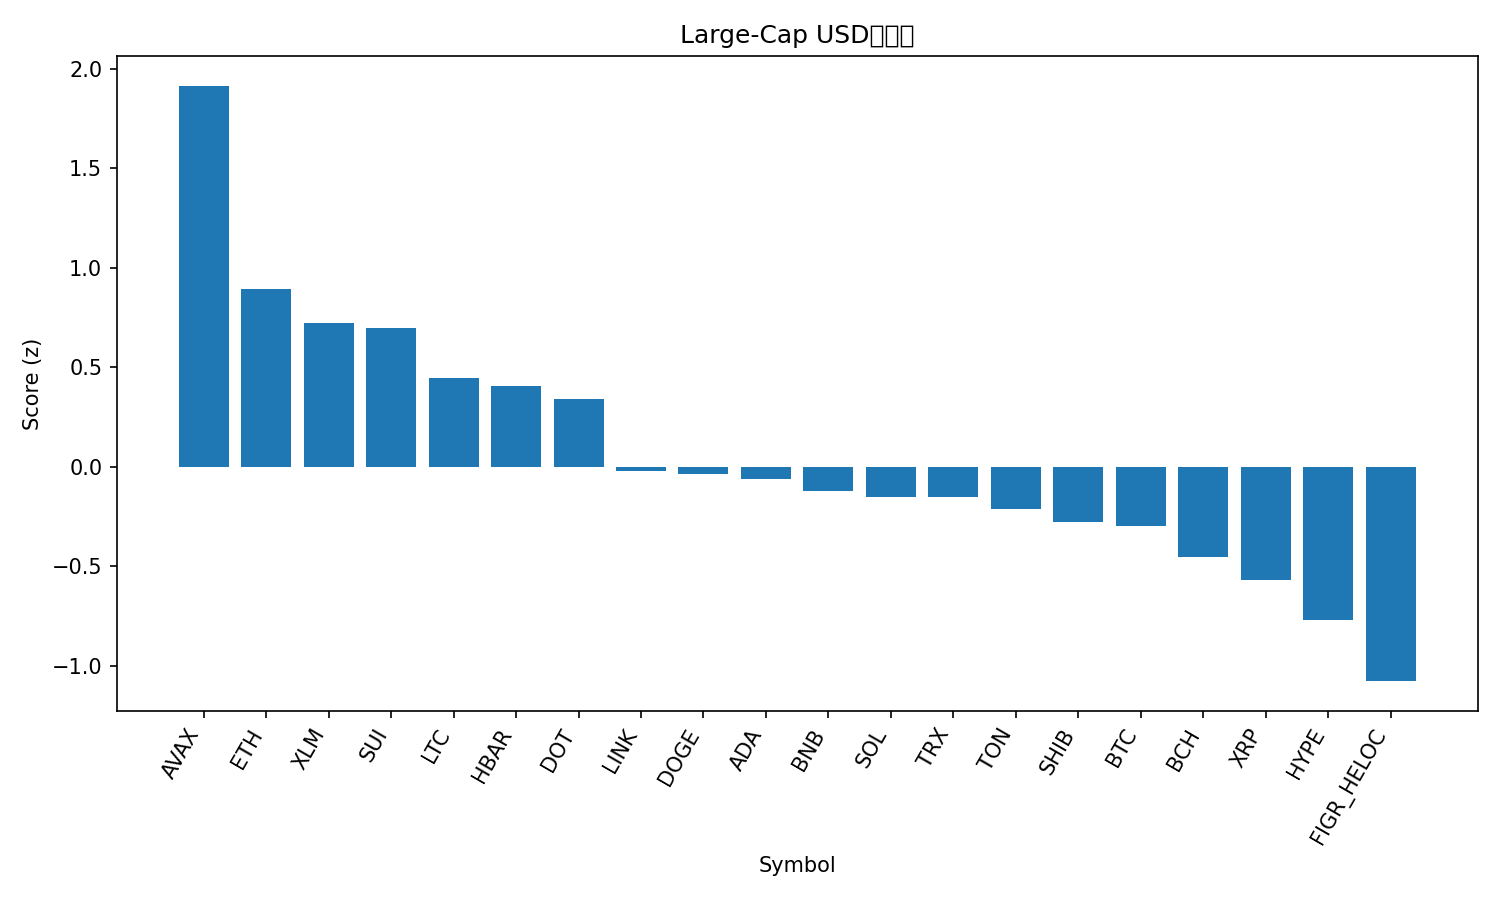 Large-Cap USD
Score (z)
2.0
1.5
1.0
0.5
0.0
−0.5
−1.0
AVAX
ETH
XLM
SUI
LTC
HBAR
DOT
LINK
DOGE
ADA
BNB
SOL
TRX
TON
SHIB
BTC
BCH
XRP
HYPE
FIGR_HELOC
Symbol